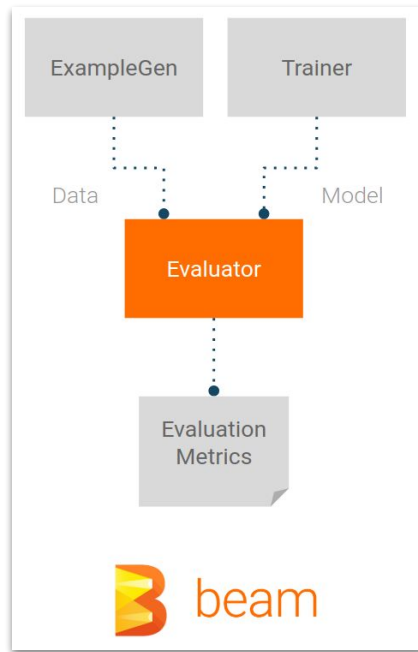 ExampleGen
Trainer
Data
Model
Evaluator
Evaluation
Metrics
beam